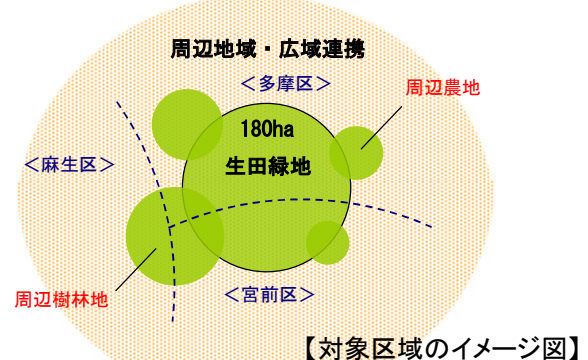 周辺地域・広域連携
＜多摩区＞
周辺農地
180ha
生田緑地
＜麻生区＞
周辺樹林地
＜宮前区＞
【対象区域のイメージ図】